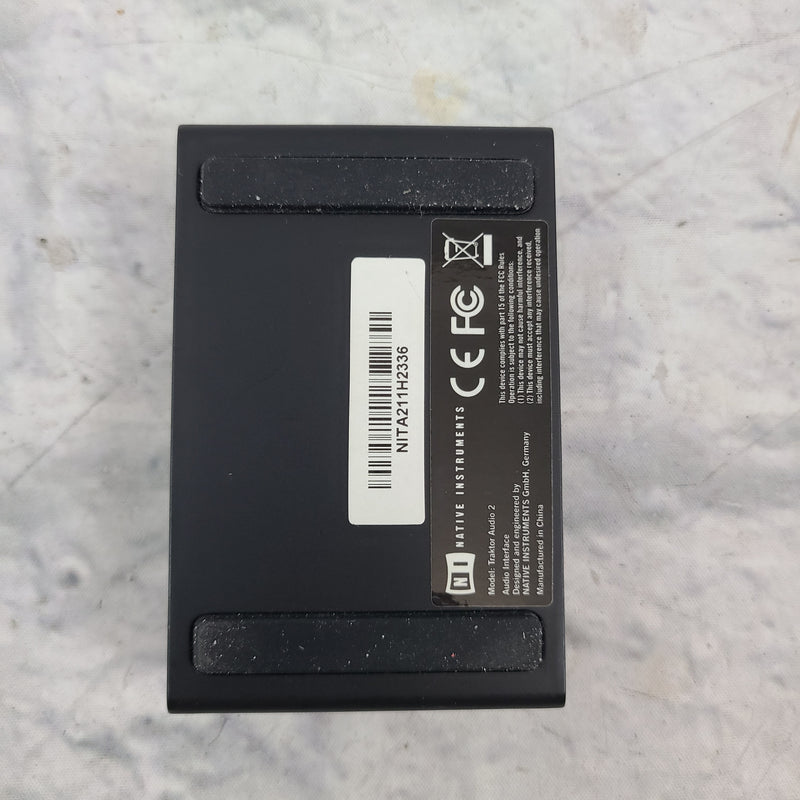 NITA211H2336
NI NATIVE INSTRUMENTS
CE FC
Model: Traktor Audio 2
Audio Interface
Designed and engineered by
NATIVE INSTRUMENTS GmbH, Germany
Manufactured in China
This device complies with part 15 of the FCC Rules
Operation is subject to the following conditions:
(1) This device may not cause harmful interference, and
(2) This device must accept any interference received,
including interference that may cause undesired operation